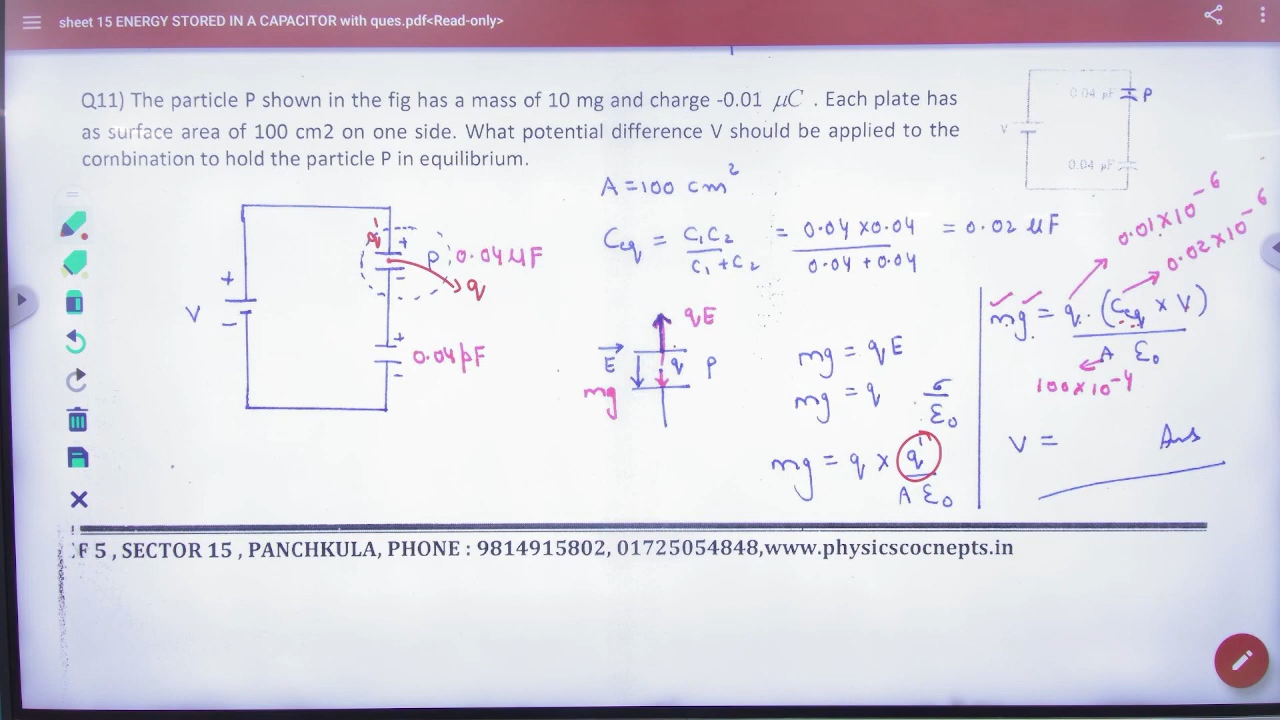 sheet 15 ENERGY STORED IN A CAPACITOR with ques.pdf<Read-only>
Q11) The particle P shown in the fig has a mass of 10 mg and charge -0.01 μC . Each plate has
as surface area of 100 cm2 on one side. What potential difference V should be applied to the
combination to hold the particle P in equilibrium.
0.04 μF P
V
0.04 μF
A = 100 cm²
Ceq = C₁C₂ / C₁ + C₂ = 0.04 × 0.04 / 0.04 + 0.04 = 0.02 μF
0.01×10⁻⁶
0.02×10⁻⁶
+ P 0.04 μF
q
V + −
+ − 0.04 μF
qE
E q P
mg
mg = qE
mg = q σ / ε₀
mg = q × q' / A ε₀
mg = q . (Ceq × V) / A ε₀
100×10⁻⁴
V = Ans
F 5 , SECTOR 15 , PANCHKULA, PHONE : 9814915802, 01725054848,www.physicscocnepts.in